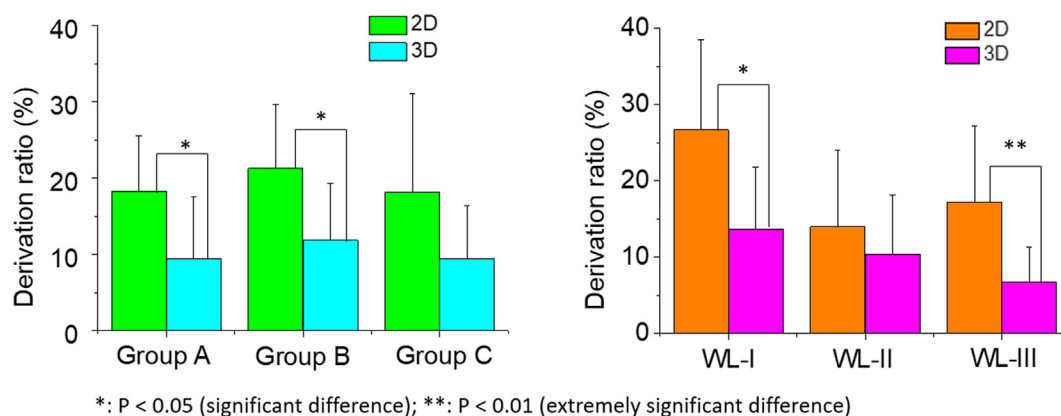 40
30
20
10
0
Derivation ratio (%)
2D
3D
*
*
Group A
Group B
Group C
40
30
20
10
0
Derivation ratio (%)
2D
3D
*
**
WL-I
WL-II
WL-III
*: P < 0.05 (significant difference); **: P < 0.01 (extremely significant difference)